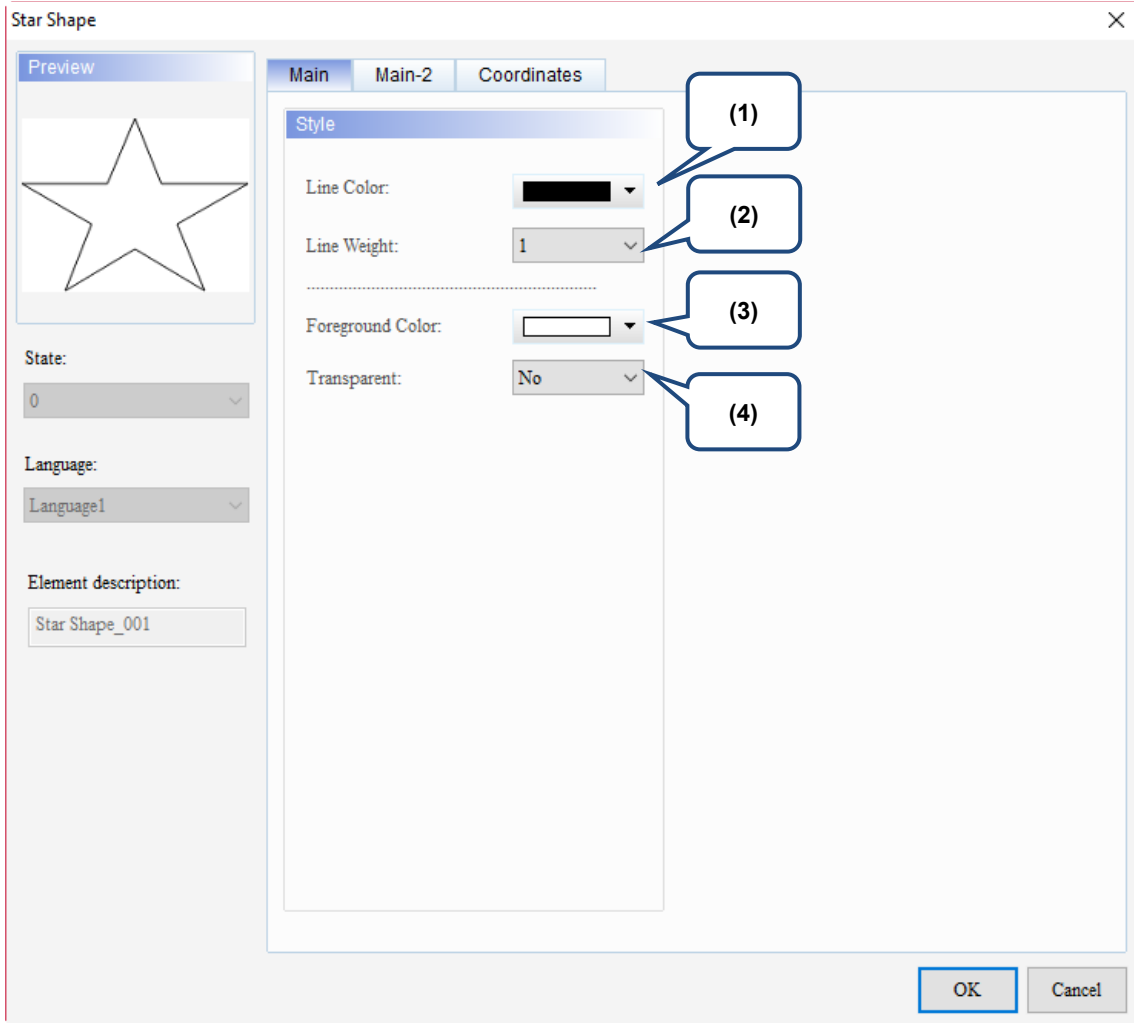 Star Shape
Preview
Main
Main-2
Coordinates
Style
(1)
Line Color:
(2)
Line Weight:
1
(3)
Foreground Color:
Transparent:
No
(4)
State:
0
Language:
Language1
Element description:
Star Shape_001
OK
Cancel